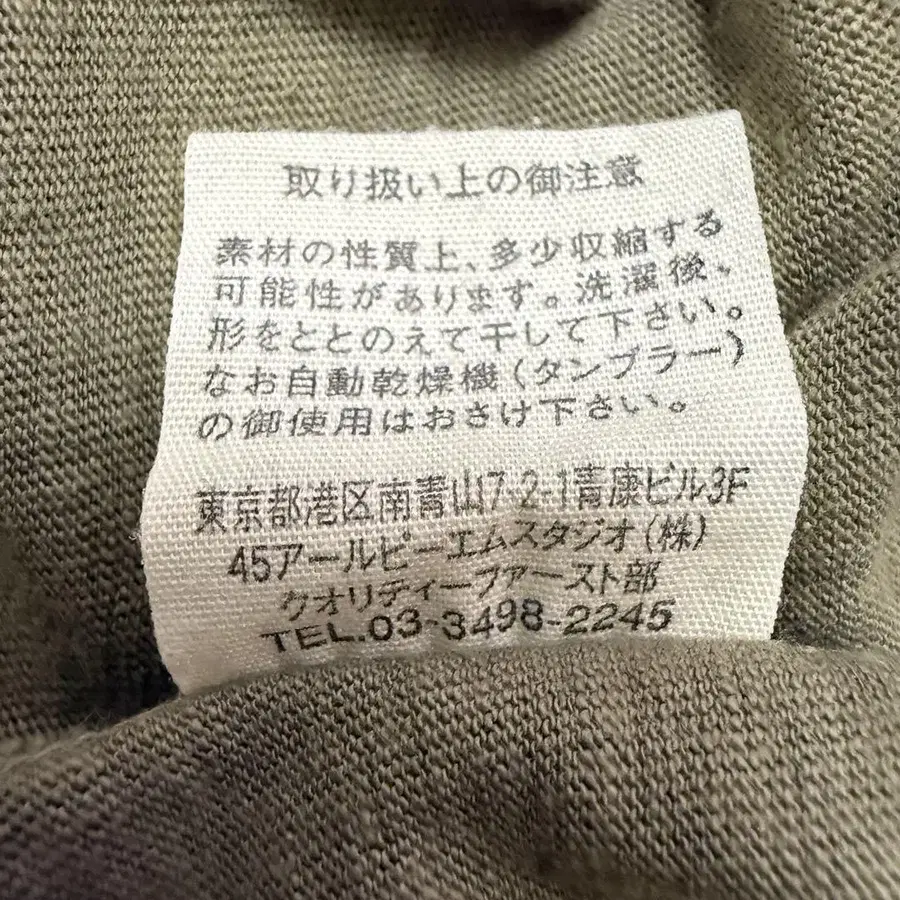 取り扱い上の御注意
素材の性質上、多少収縮する
可能性があります。洗濯後、
形をととのえて干して下さい。
なお自動乾燥機(タンブラー)
の御使用はおさけ下さい。
東京都港区南青山7-2-1青康ビル3F
45アールピーエムスタジオ(株)
クオリティーファースト部
TEL.03-3498-2245